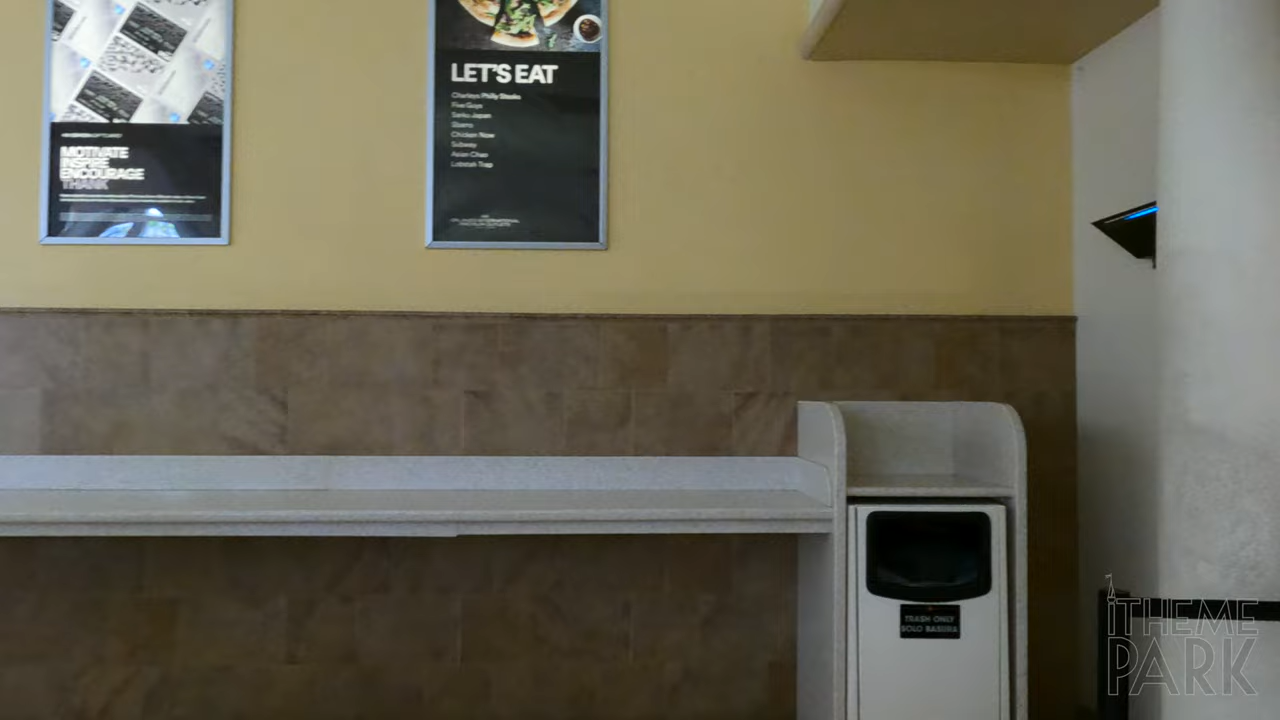 MOTIVATE
INSPIRE
ENCOURAGE
THANK
LET'S EAT
Charleys Philly Steaks
Five Guys
Sarku Japan
Sbarro
Chicken Now
Subway
Asian Chao
Lobster Trap
TRASH ONLY
SOLO BASURA
iTHEME
PARK